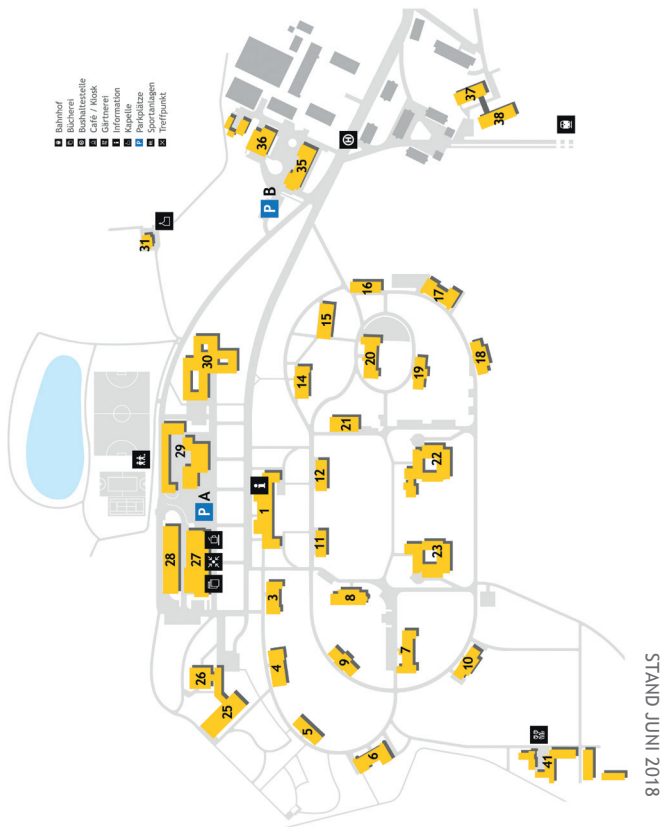 Bahnhof
Bücherei
Bushaltestelle
Café / Kiosk
Gärtnerei
Information
Kapelle
Parkplätze
Sportanlagen
Treffpunkt
P
i
H
37
38
36
35
P B
31
16
17
15
30
20
14
19
18
29
21
i
1
12
22
P A
28
27
11
23
3
8
4
9
7
26
25
10
5
6
41
STAND JUNI 2018